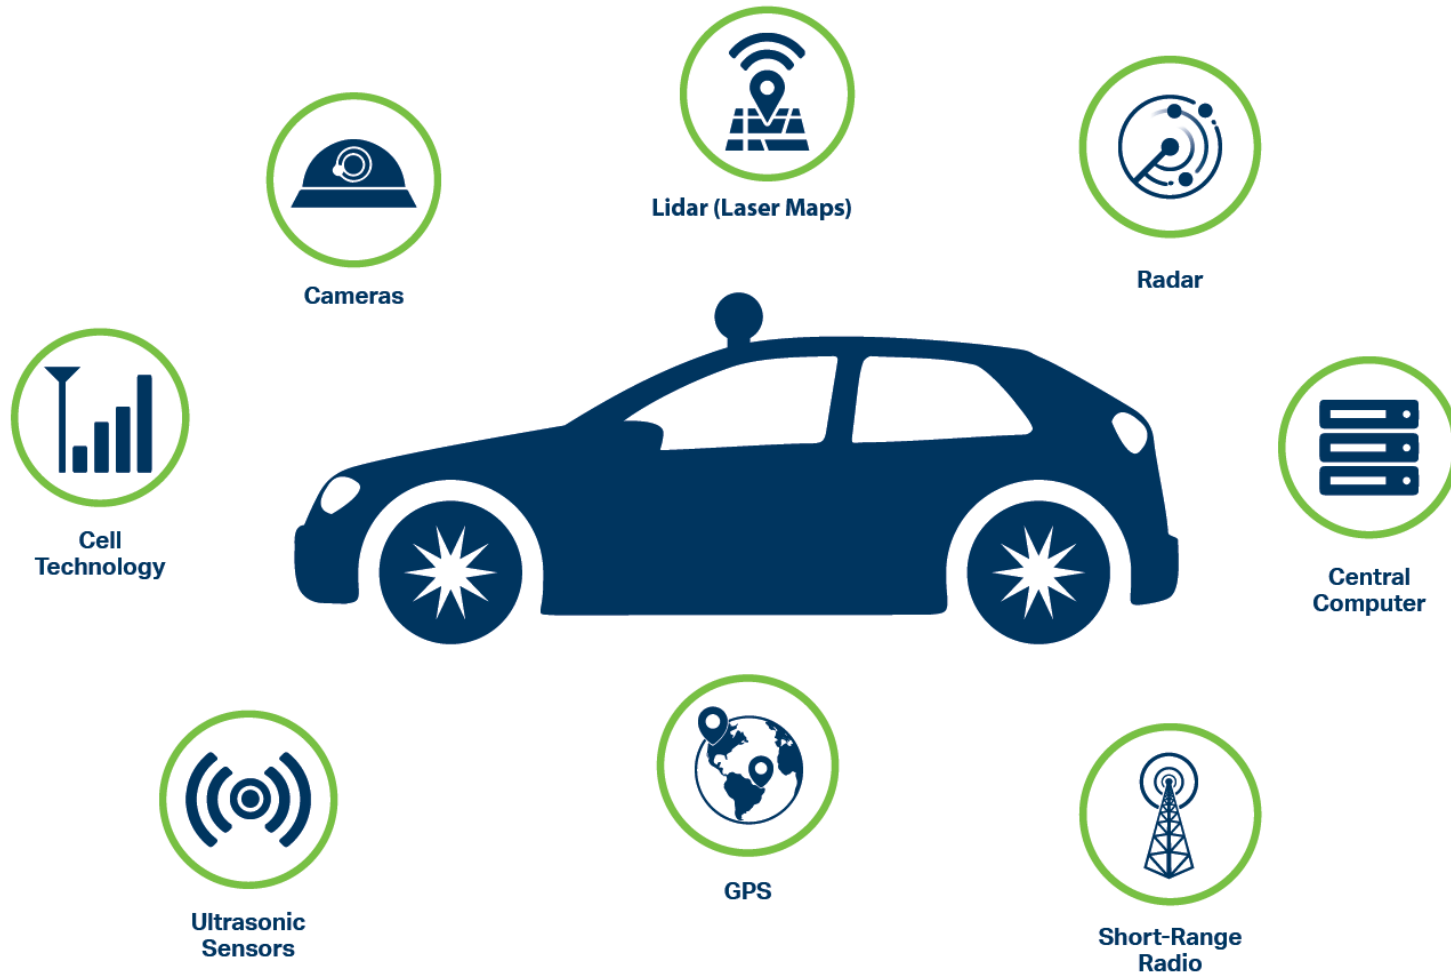 Lidar (Laser Maps)
Cameras
Radar
Cell
Technology
Central
Computer
Ultrasonic
Sensors
GPS
Short-Range
Radio